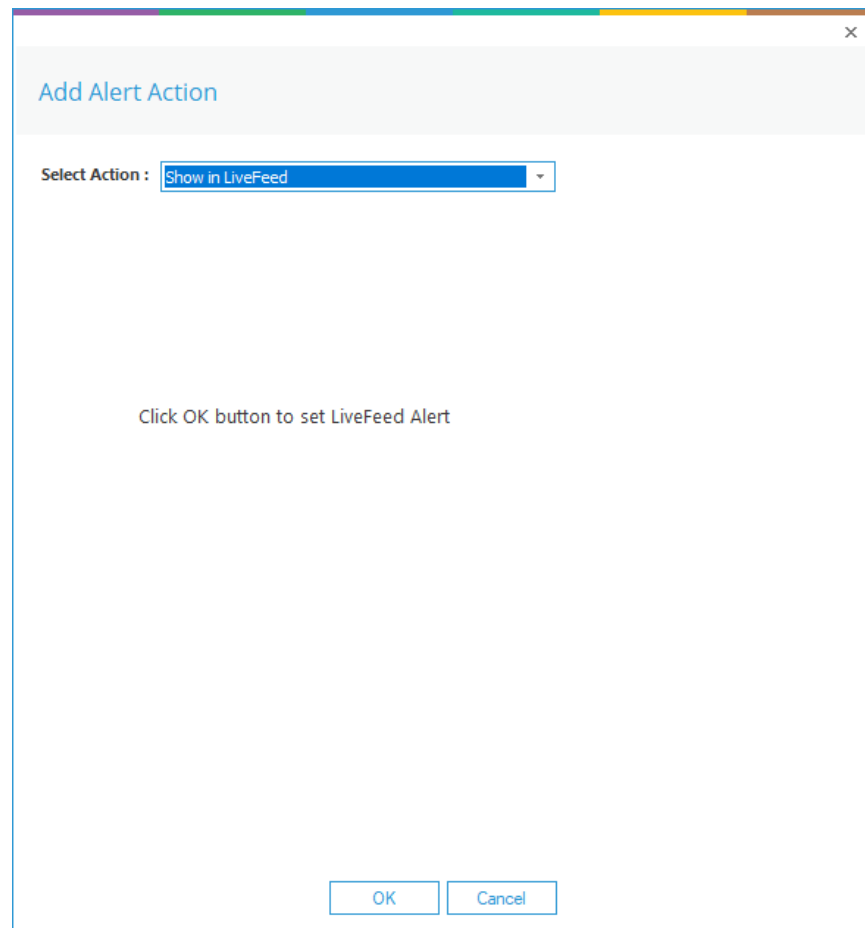 Add Alert Action
Select Action : Show in LiveFeed
Click OK button to set LiveFeed Alert
OK Cancel